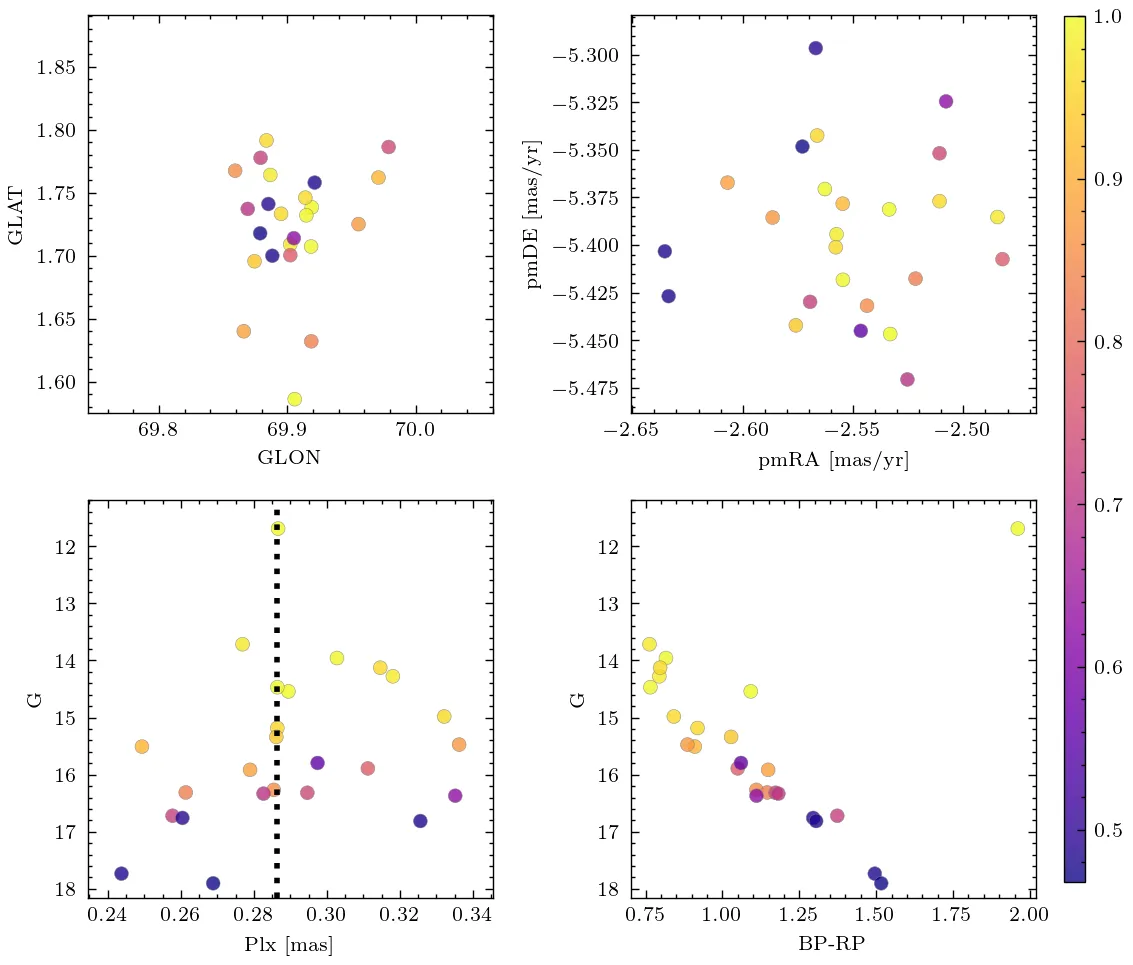 1.85
1.80
1.75
1.70
1.65
1.60
GLAT
69.8 69.9 70.0
GLON
−5.300
−5.325
−5.350
−5.375
−5.400
−5.425
−5.450
−5.475
pmDE [mas/yr]
−2.65 −2.60 −2.55 −2.50
pmRA [mas/yr]
12
13
14
15
16
17
18
G
0.24 0.26 0.28 0.30 0.32 0.34
Plx [mas]
12
13
14
15
16
17
18
G
0.75 1.00 1.25 1.50 1.75 2.00
BP-RP
1.0
0.9
0.8
0.7
0.6
0.5